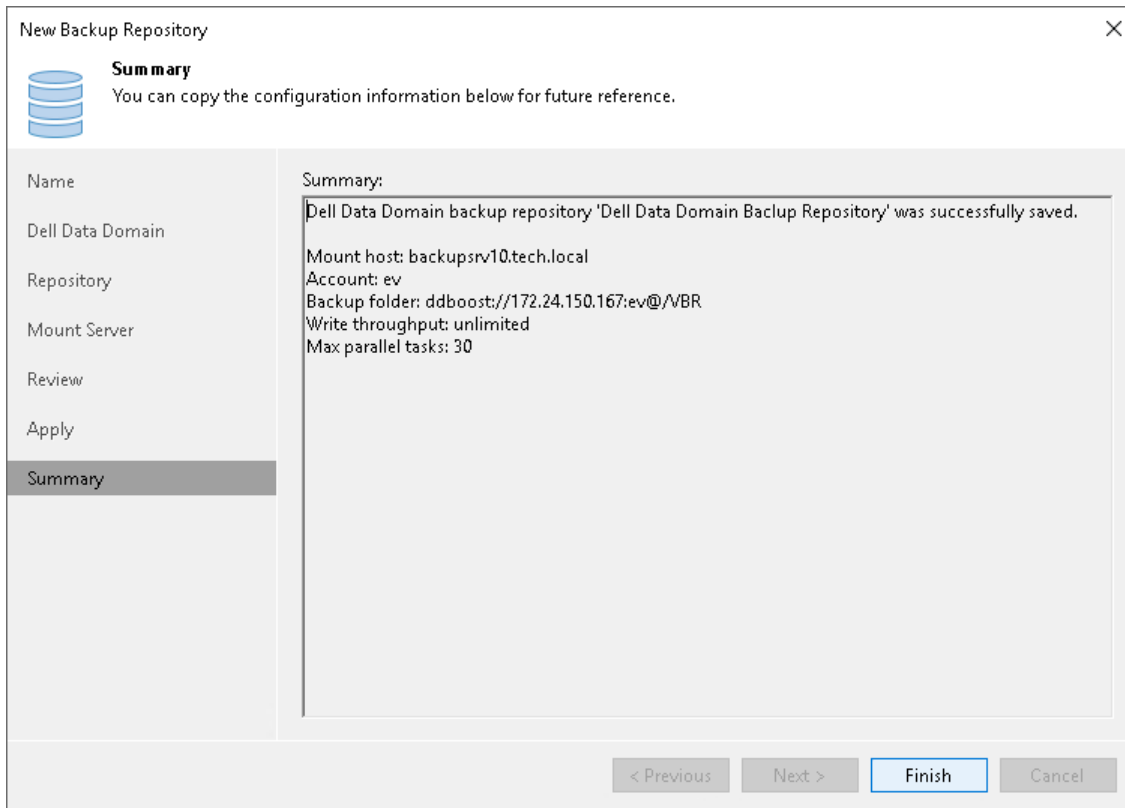 New Backup Repository
Summary
You can copy the configuration information below for future reference.
Name
Dell Data Domain
Repository
Mount Server
Review
Apply
Summary
Summary:
Dell Data Domain backup repository 'Dell Data Domain Baclup Repository' was successfully saved.
Mount host: backupsrv10.tech.local
Account: ev
Backup folder: ddboost://172.24.150.167:ev@/VBR
Write throughput: unlimited
Max parallel tasks: 30
< Previous
Next >
Finish
Cancel